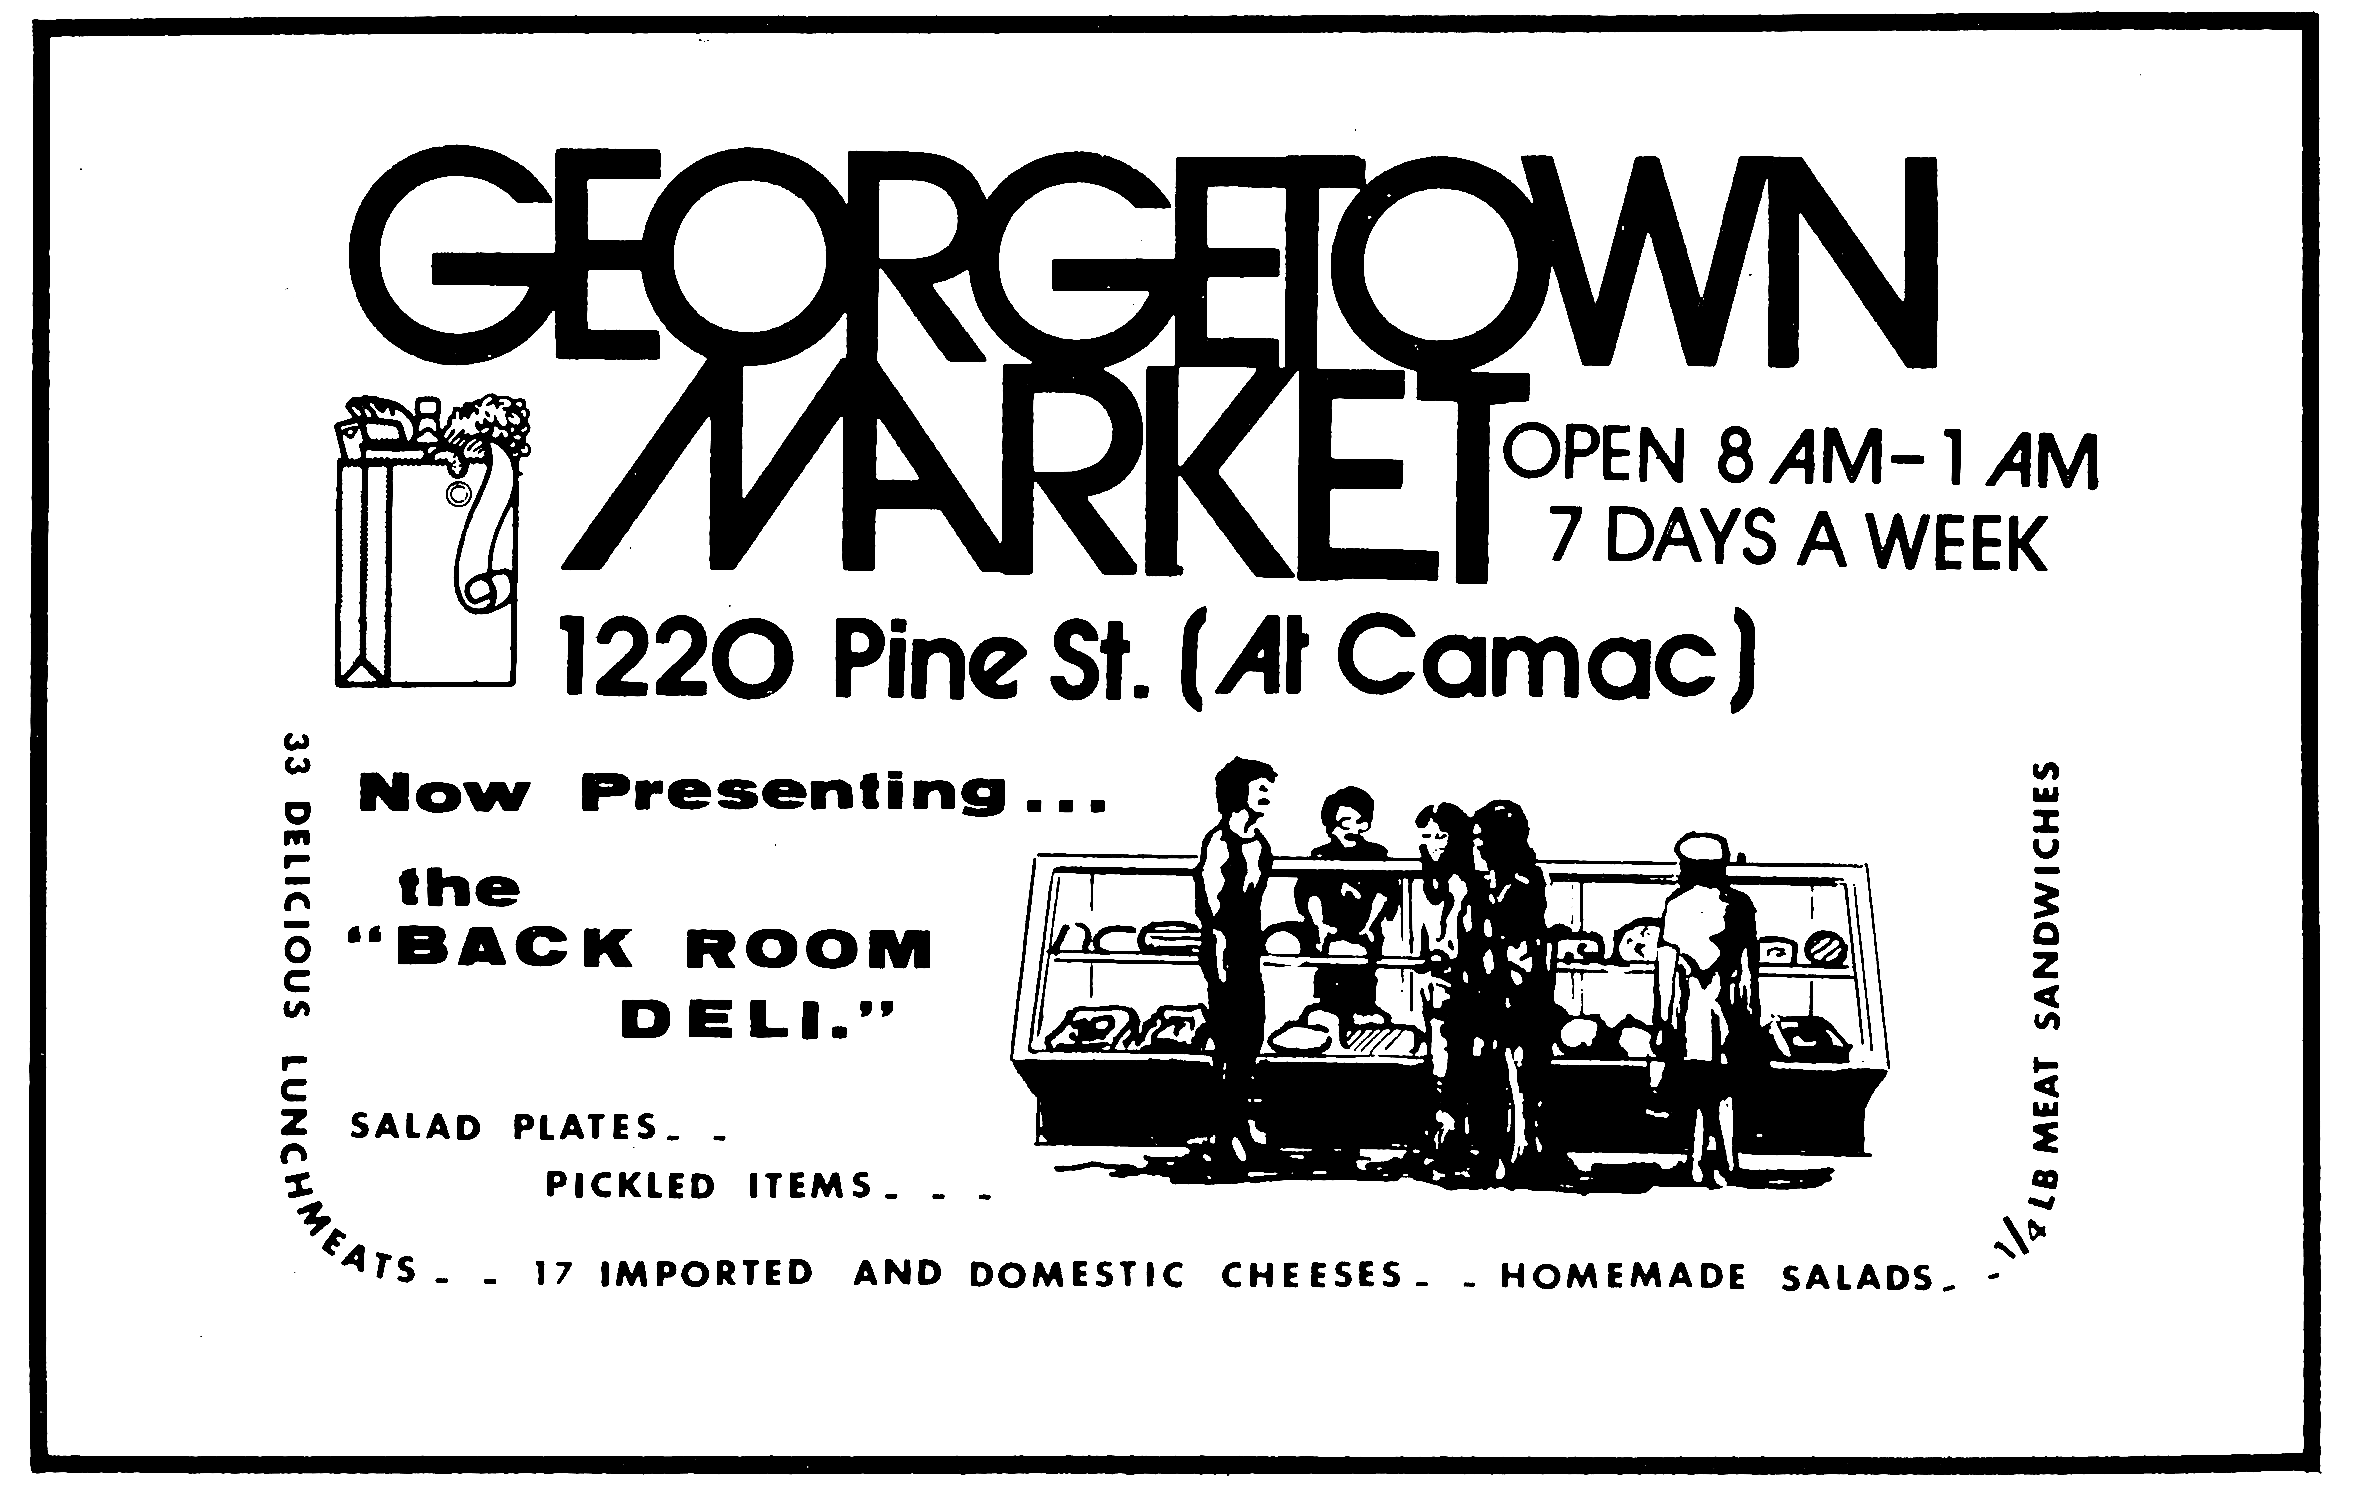 GEORGETOWN
MARKET
OPEN 8 AM–1 AM
7 DAYS A WEEK
1220 Pine St. (At Camac)
Now Presenting...
the
“BACK ROOM
DELI.”
SALAD PLATES_ _
PICKLED ITEMS_ _ _
33 DELICIOUS LUNCHMEATS_ _ 17 IMPORTED AND DOMESTIC CHEESES_ _ HOMEMADE SALADS_ _ 1/4 LB MEAT SANDWICHES